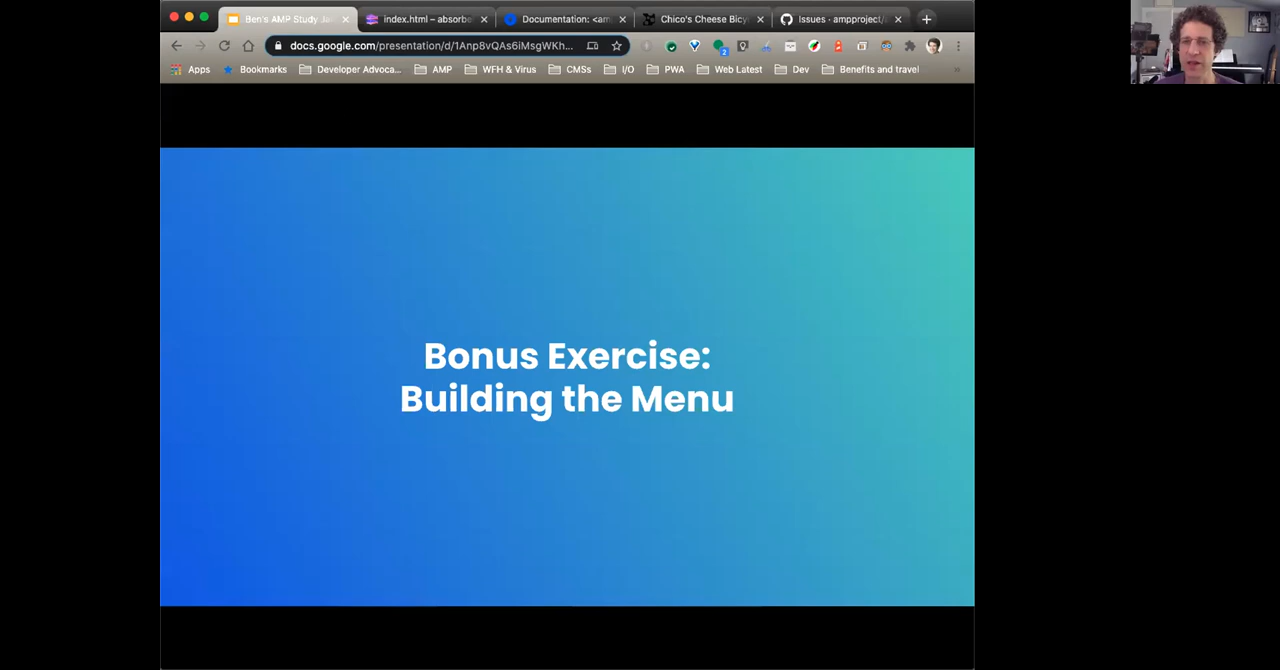 Ben's AMP Study Ja
index.html – absorbe
Documentation: <am
Chico's Cheese Bicy
Issues · ampproject/a
docs.google.com/presentation/d/1Anp8vQAs6iMsgWKh...
2
Apps
Bookmarks
Developer Advoca...
AMP
WFH & Virus
CMSs
I/O
PWA
Web Latest
Dev
Benefits and travel
»
Bonus Exercise:
Building the Menu